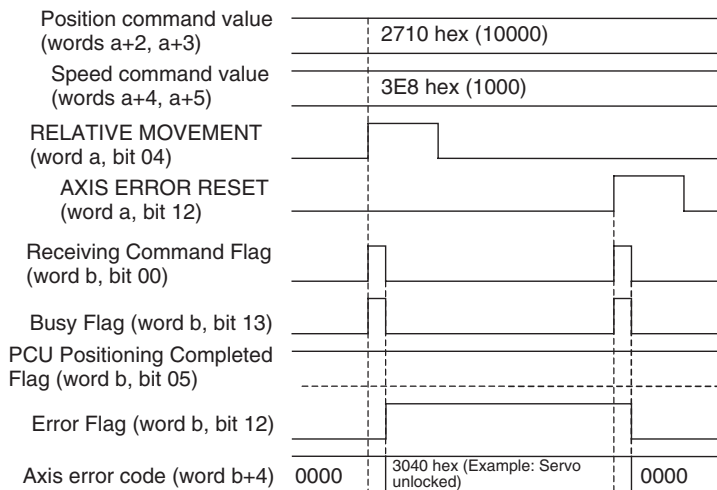 Position command value
(words a+2, a+3)
2710 hex (10000)
Speed command value
(words a+4, a+5)
3E8 hex (1000)
RELATIVE MOVEMENT
(word a, bit 04)
AXIS ERROR RESET
(word a, bit 12)
Receiving Command Flag
(word b, bit 00)
Busy Flag (word b, bit 13)
PCU Positioning Completed
Flag (word b, bit 05)
Error Flag (word b, bit 12)
Axis error code (word b+4)
0000
3040 hex (Example: Servo
unlocked)
0000